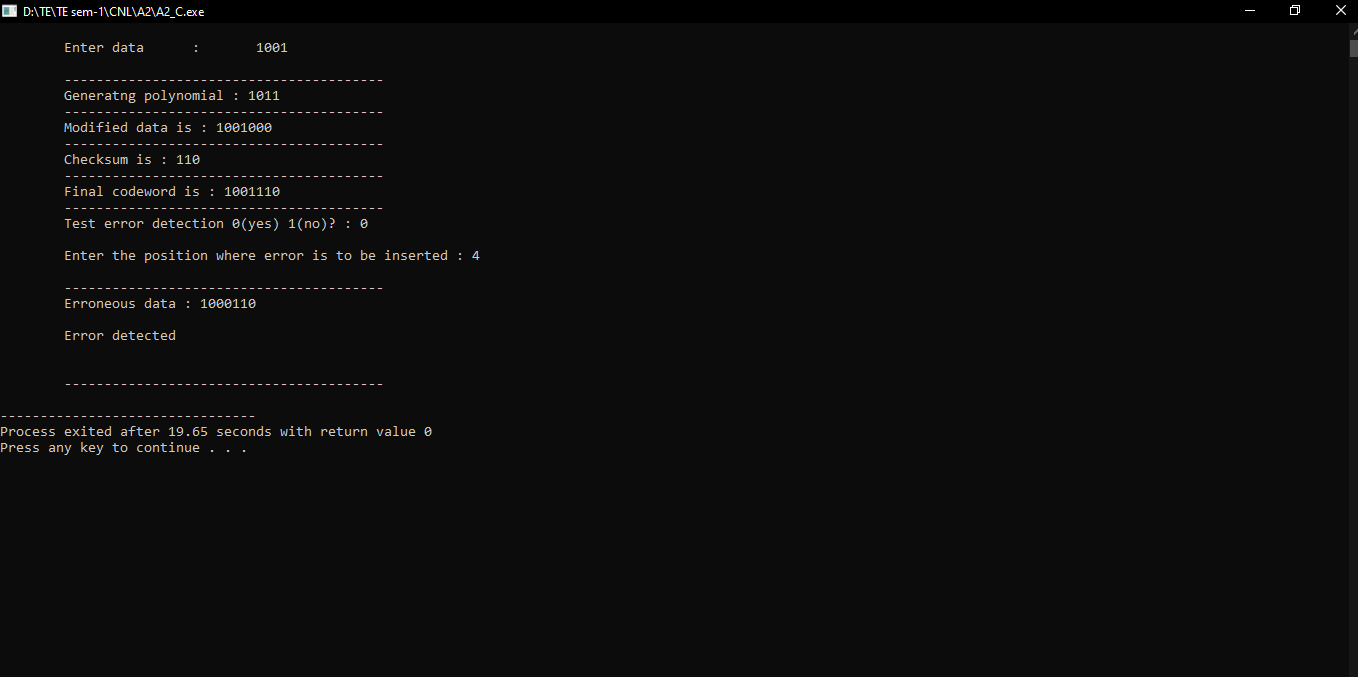 D:\TE\TE sem-1\CNL\A2\A2_C.exe
Enter data : 1001
----------------------------------------
Generatng polynomial : 1011
----------------------------------------
Modified data is : 1001000
----------------------------------------
Checksum is : 110
----------------------------------------
Final codeword is : 1001110
----------------------------------------
Test error detection 0(yes) 1(no)? : 0
Enter the position where error is to be inserted : 4
----------------------------------------
Erroneous data : 1000110
Error detected
----------------------------------------
--------------------------------
Process exited after 19.65 seconds with return value 0
Press any key to continue . . .